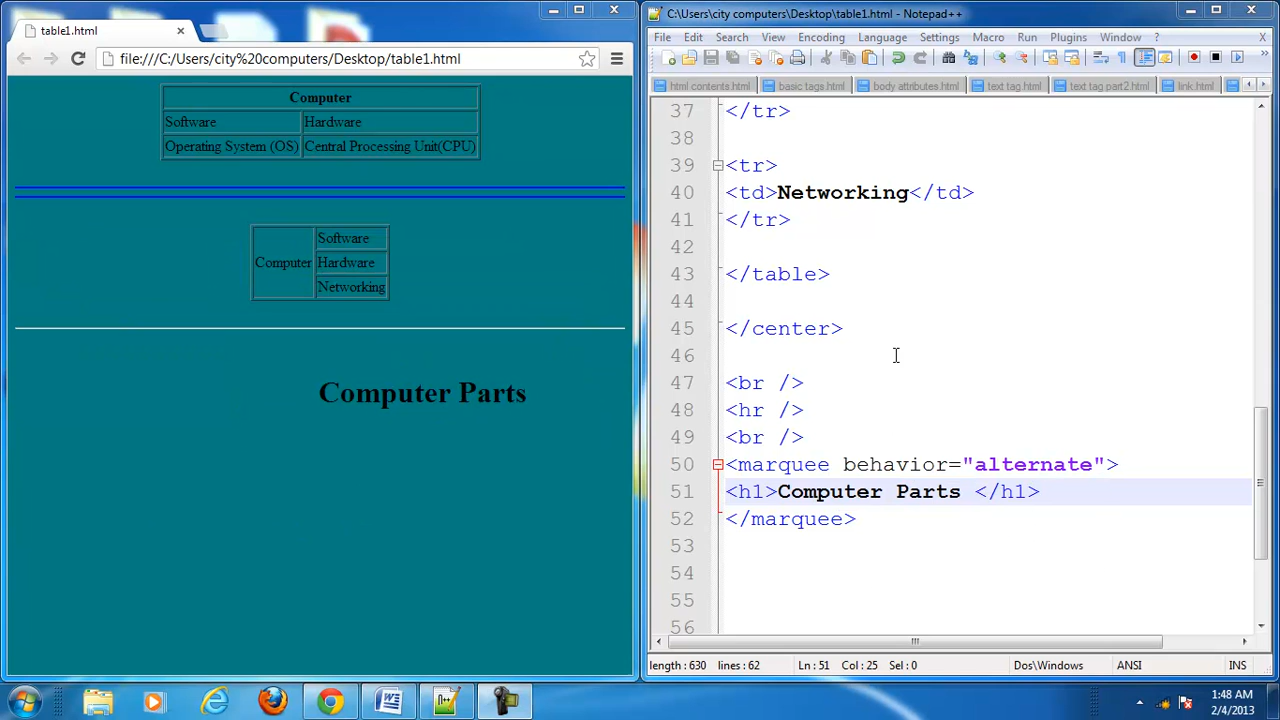 table1.html
file:///C:/Users/city%20computers/Desktop/table1.html
Computer
Software Hardware
Operating System (OS) Central Processing Unit(CPU)
Computer
Software
Hardware
Networking
Computer Parts
C:\Users\city computers\Desktop\table1.html - Notepad++
File Edit Search View Encoding Language Settings Macro Run Plugins Window ? X
html contents.html basic tags.html body attributes.html text tag.html text tag part2.html link.html
37 </tr>
38
39 <tr>
40 <td>Networking</td>
41 </tr>
42
43 </table>
44
45 </center>
46
47 <br />
48 <hr />
49 <br />
50 <marquee behavior="alternate">
51 <h1>Computer Parts </h1>
52 </marquee>
53
54
55
56
length : 630 lines : 62 Ln : 51 Col : 25 Sel : 0 Dos\Windows ANSI INS
1:48 AM
2/4/2013